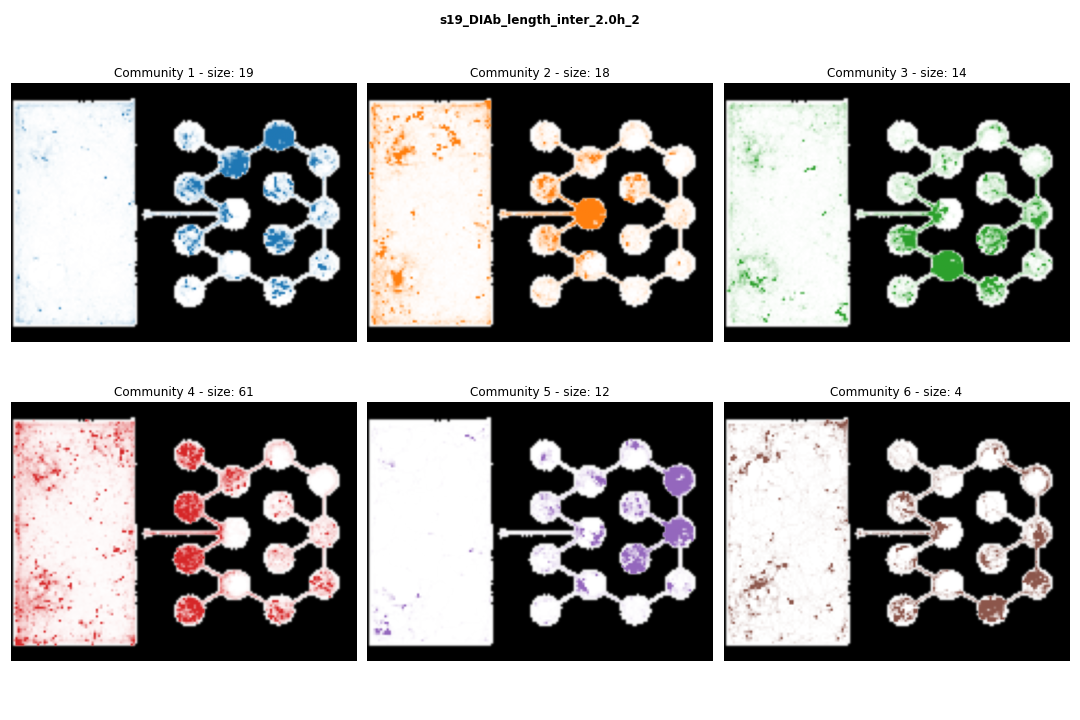 s19_DIAb_length_inter_2.0h_2
Community 1 - size: 19
Community 2 - size: 18
Community 3 - size: 14
Community 4 - size: 61
Community 5 - size: 12
Community 6 - size: 4